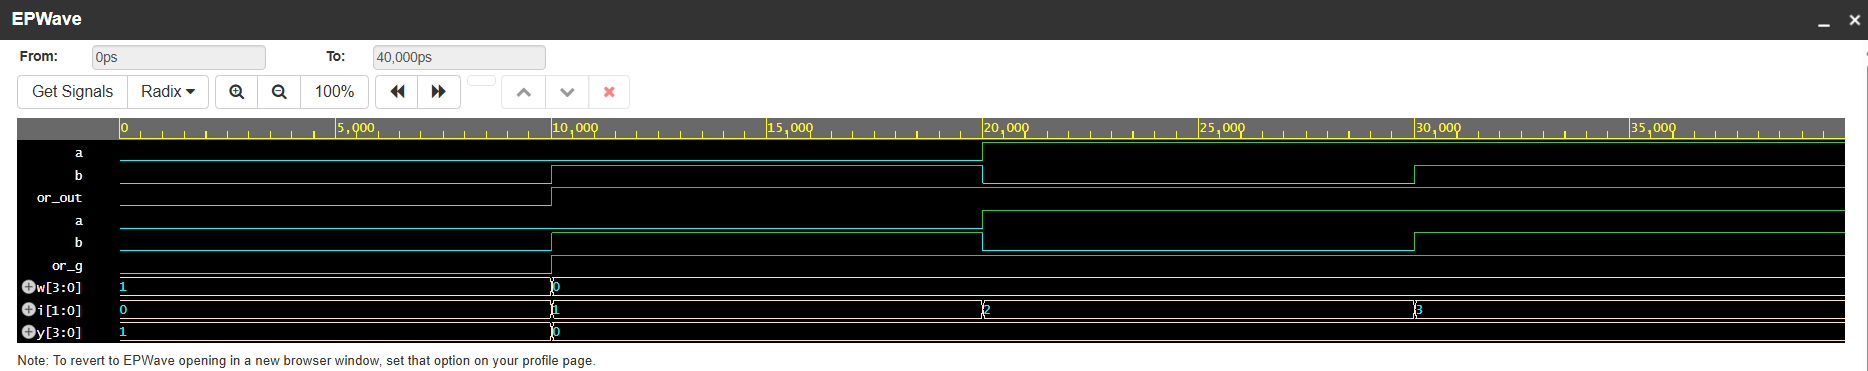 EPWave
From: 0ps To: 40,000ps
Get Signals Radix 100%
0 5,000 10,000 15,000 20,000 25,000 30,000 35,000
a
b
or_out
a
b
or_g
w[3:0] 1 0
i[1:0] 0 1 2 3
y[3:0] 1 0
Note: To revert to EPWave opening in a new browser window, set that option on your profile page.